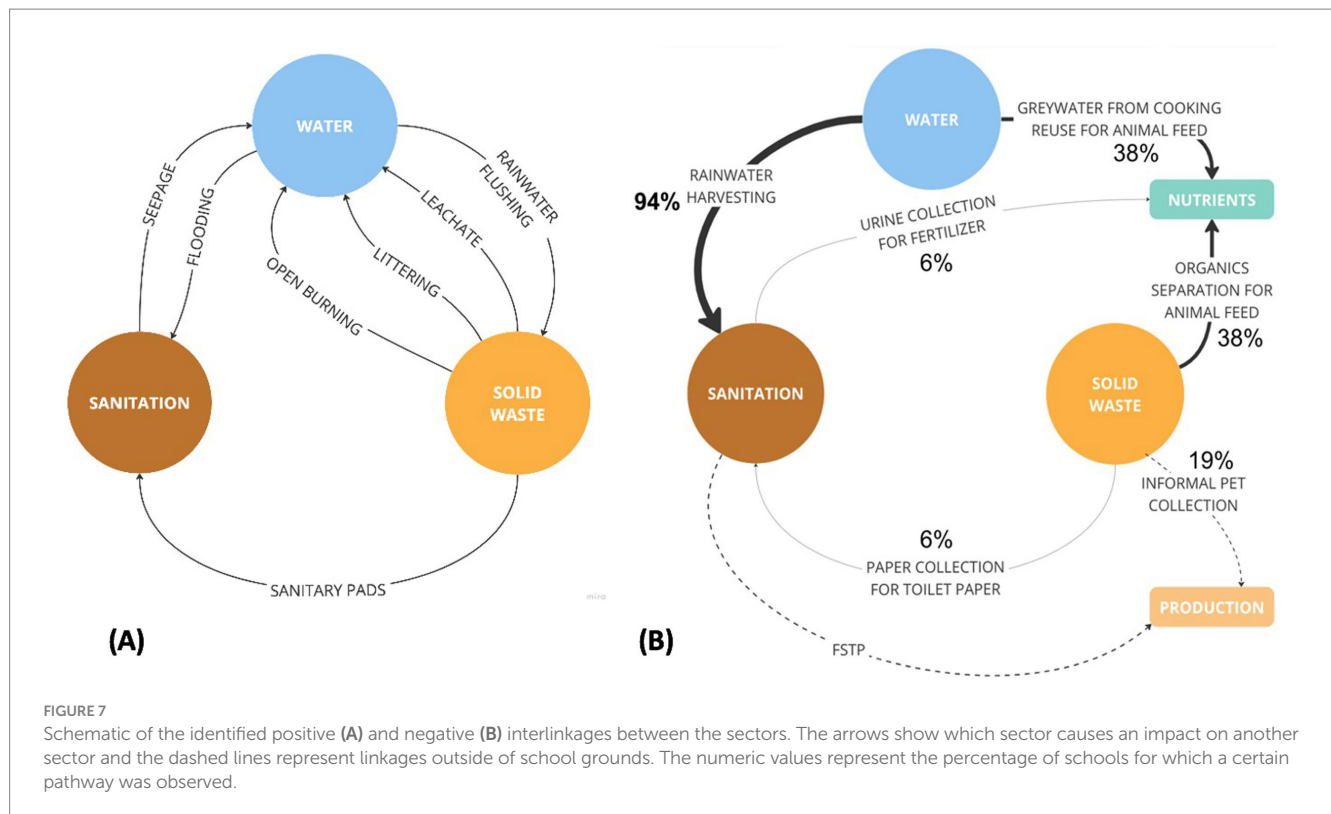 WATER
SEEPAGE
FLOODING
OPEN BURNING
LITTERING
LEACHATE
RAINWATER
FLUSHING
SANITATION
SOLID
WASTE
SANITARY PADS
miro
(A)
WATER
GREYWATER FROM COOKING
REUSE FOR ANIMAL FEED
38%
NUTRIENTS
94%
RAINWATER
HARVESTING
URINE COLLECTION
FOR FERTILIZER
6%
ORGANICS
SEPARATION FOR
ANIMAL FEED
38%
SANITATION
SOLID
WASTE
19%
INFORMAL PET
COLLECTION
6%
PAPER COLLECTION
FOR TOILET PAPER
PRODUCTION
FSTP
(B)
FIGURE 7
Schematic of the identified positive (A) and negative (B) interlinkages between the sectors. The arrows show which sector causes an impact on another
sector and the dashed lines represent linkages outside of school grounds. The numeric values represent the percentage of schools for which a certain
pathway was observed.